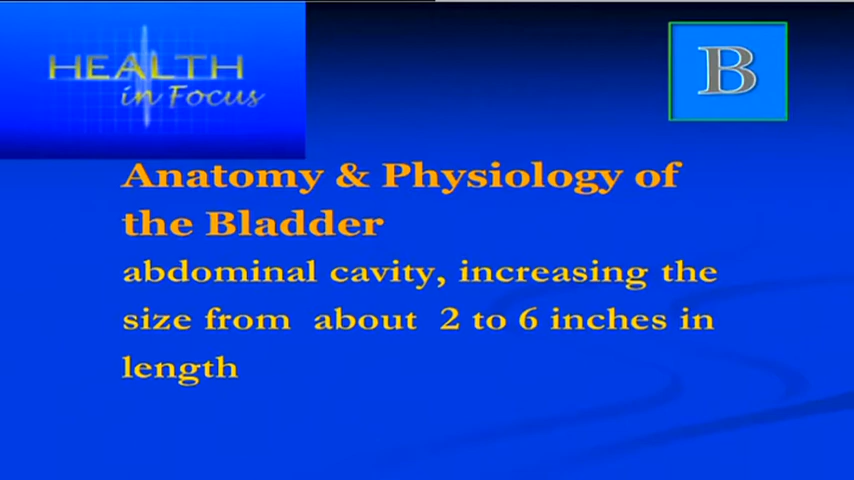 HEALTH
in Focus
B
Anatomy & Physiology of
the Bladder
abdominal cavity, increasing the
size from about 2 to 6 inches in
length